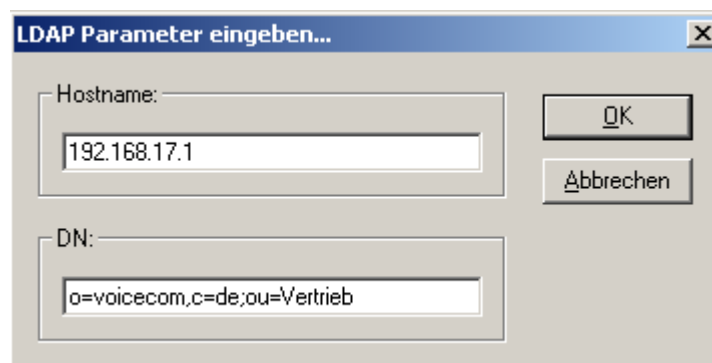 LDAP Parameter eingeben...
Hostname:
192.168.17.1
OK
Abbrechen
DN:
o=voicecom,c=de;ou=Vertrieb